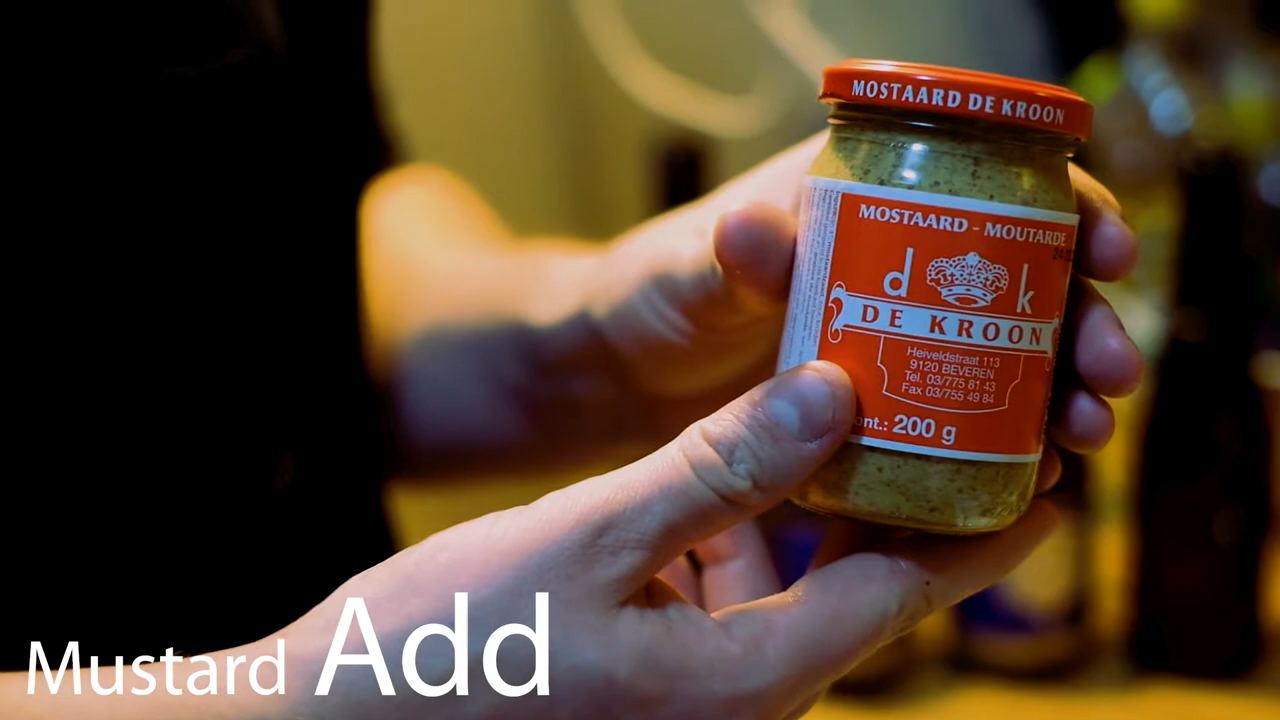 MOSTAARD DE KROON
MOSTAARD - MOUTARDE
d k
DE KROON
Heiveldstraat 113
9120 BEVEREN
Tel. 03/775 81 43
Fax 03/755 49 84
200 g
Mustard Add